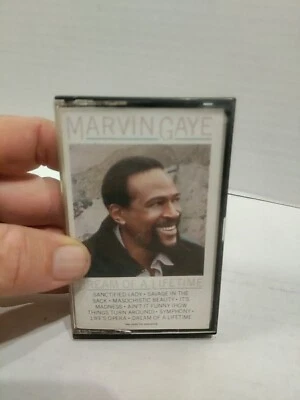 MARVIN GAYE
DREAM OF A LIFETIME
SANCTIFIED LADY • SAVAGE IN THE
SACK • MASOCHISTIC BEAUTY • IT'S
MADNESS • AIN'T IT FUNNY (HOW
THINGS TURN AROUND) • SYMPHONY •
LIFE'S OPERA • DREAM OF A LIFETIME